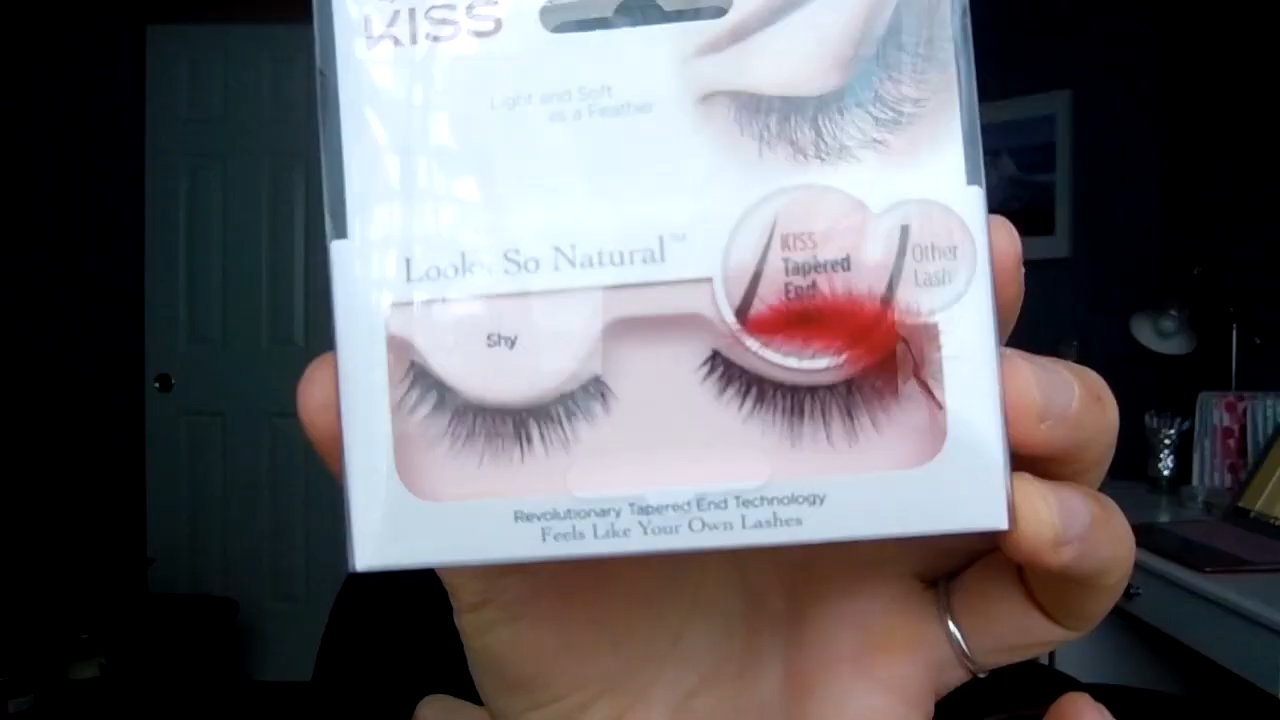 KISS
Light and Soft
as a Feather
Look So Natural™
KISS
Tapered
End
Other
Lash
Shy
Revolutionary Tapered End Technology
Feels Like Your Own Lashes